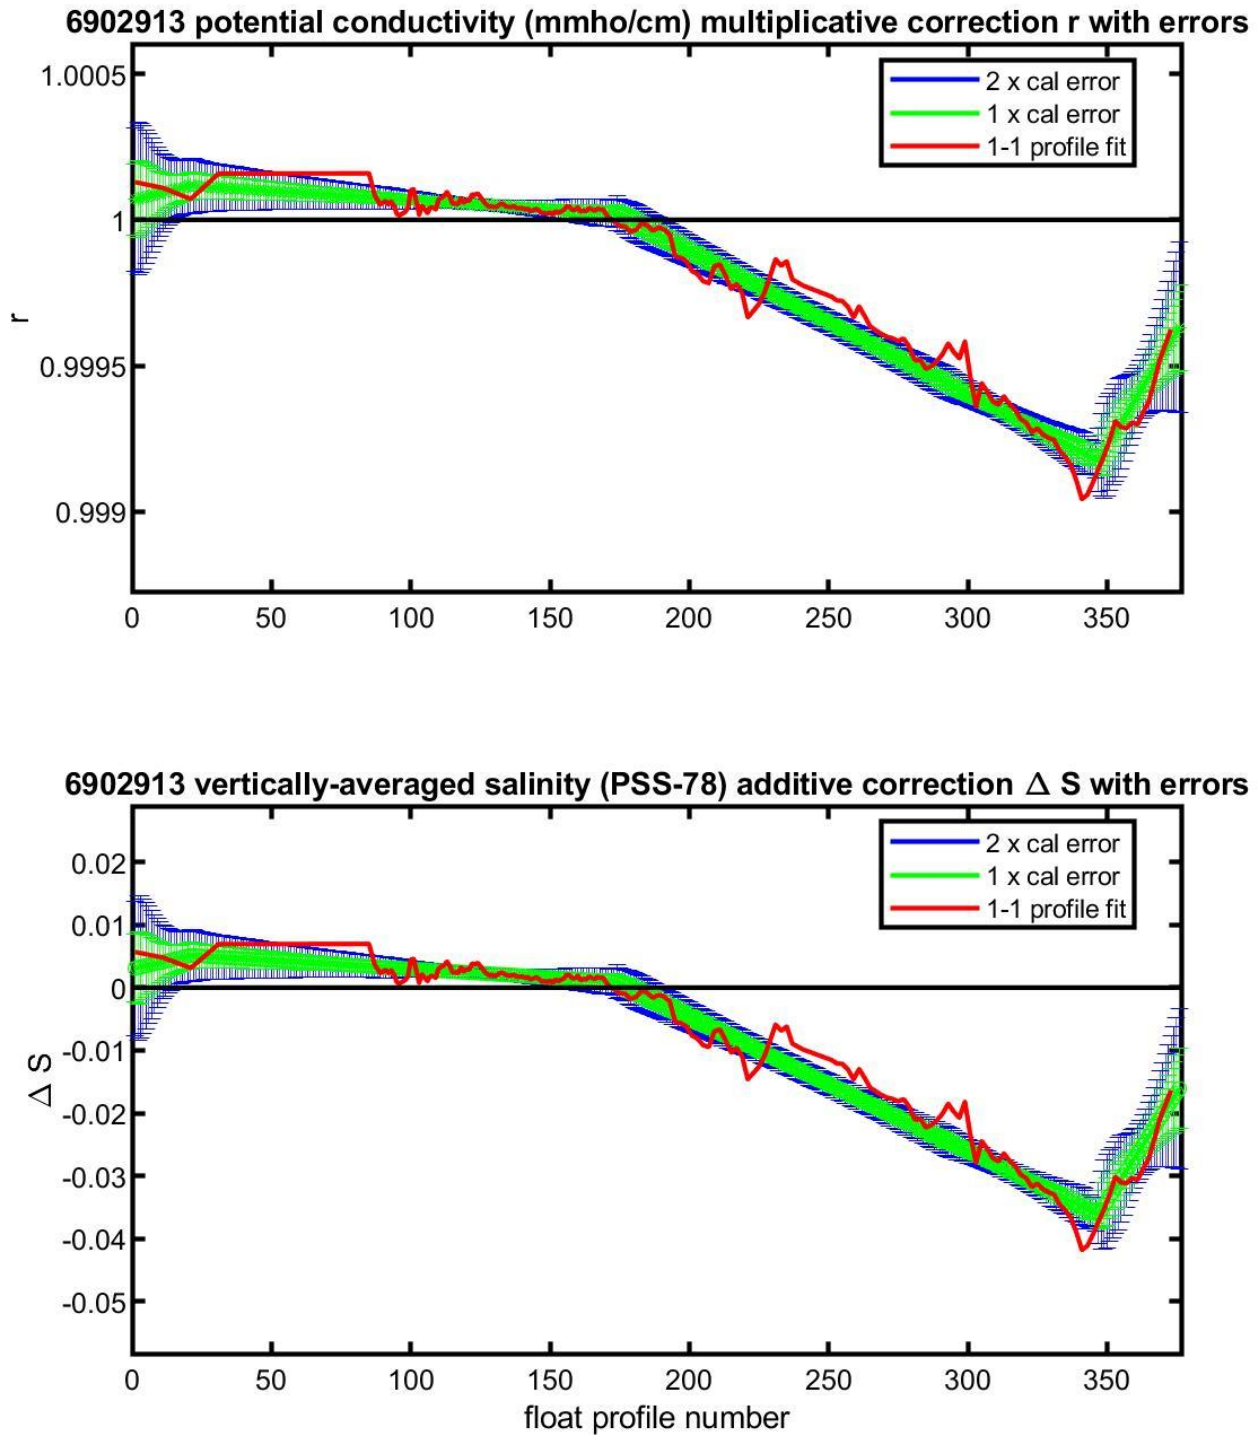 6902913 potential conductivity (mmho/cm) multiplicative correction r with errors
1.0005
1
0.9995
0.999
r
2 x cal error
1 x cal error
1-1 profile fit
0 50 100 150 200 250 300 350
6902913 vertically-averaged salinity (PSS-78) additive correction Δ S with errors
0.02
0.01
0
-0.01
-0.02
-0.03
-0.04
-0.05
Δ S
2 x cal error
1 x cal error
1-1 profile fit
0 50 100 150 200 250 300 350
float profile number